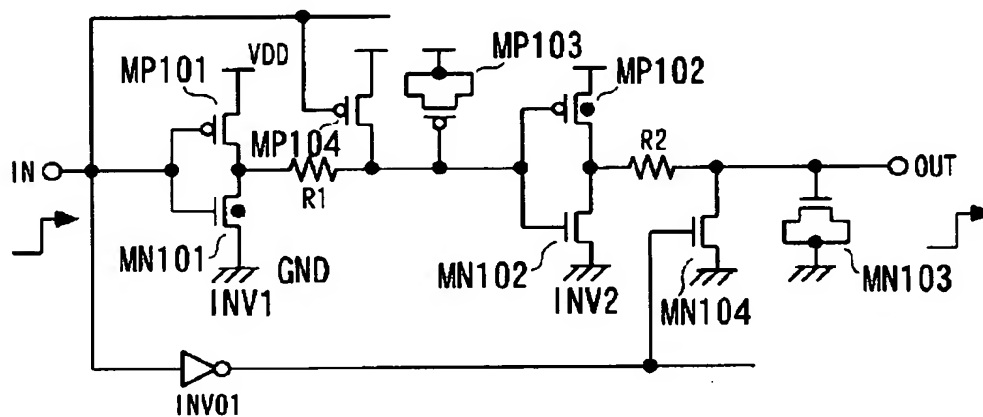 MP103
VDD
MP101
MP102
MP104
R2
IN
OUT
R1
MN101
GND
MN102
INV1
INV2
MN104
MN103
INV01